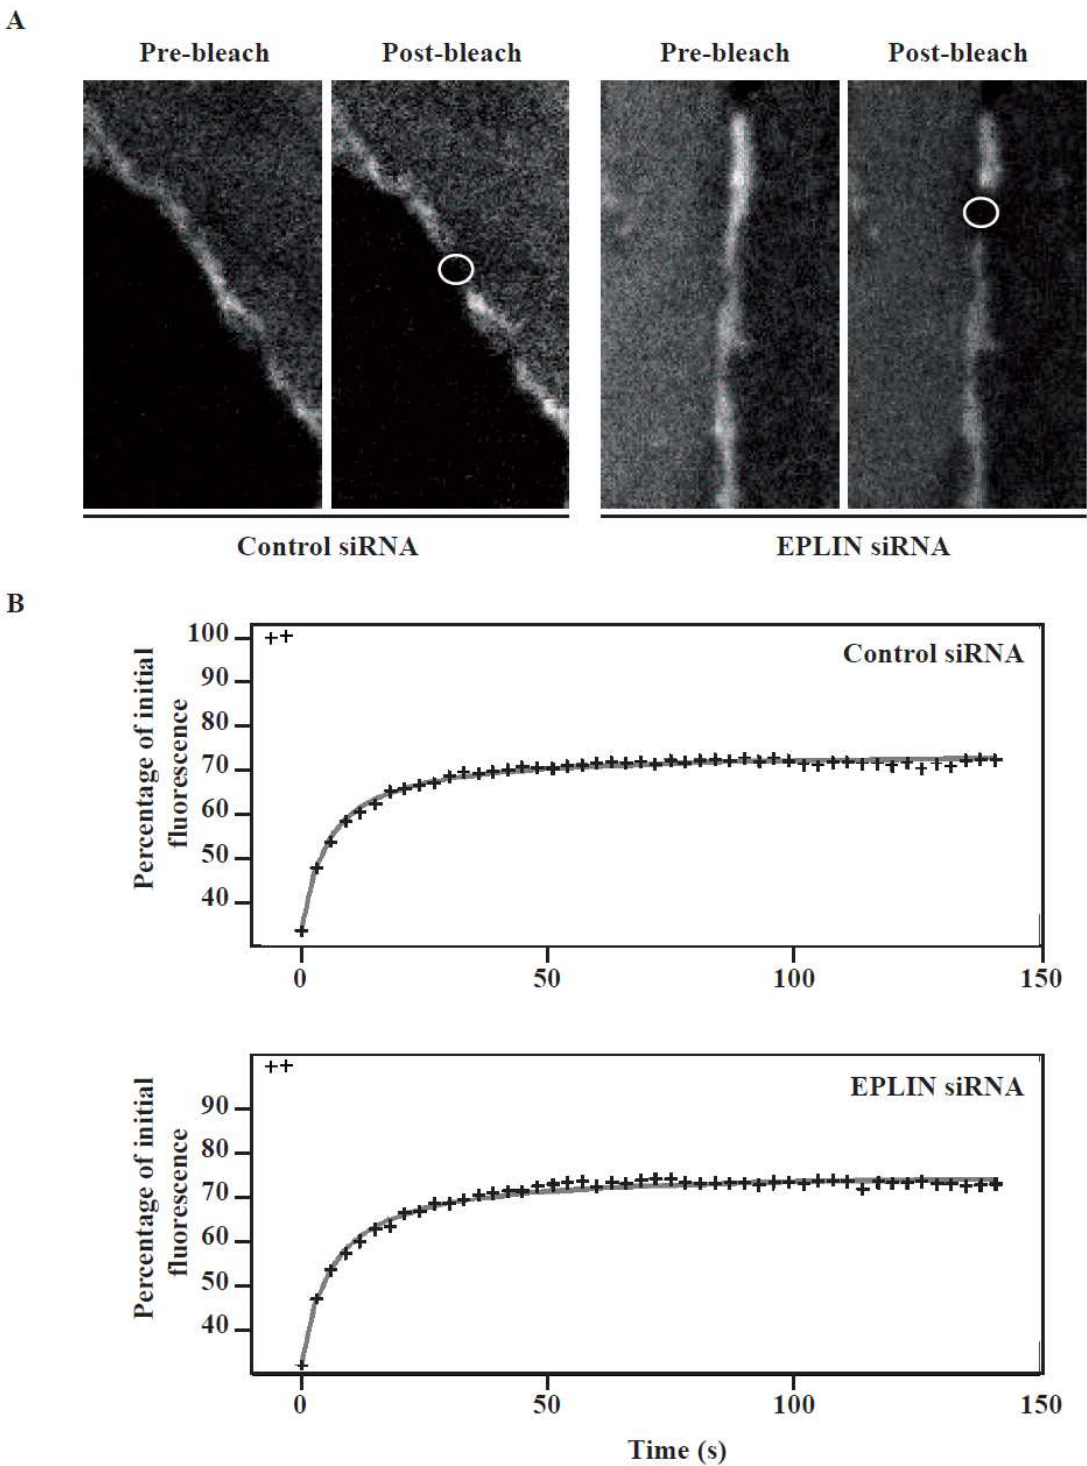 A
Pre-bleach Post-bleach Pre-bleach Post-bleach
Control siRNA EPLIN siRNA
B
Percentage of initial
fluorescence
100
90
80
70
60
50
40
Control siRNA
0 50 100 150
Percentage of initial
fluorescence
90
80
70
60
50
40
EPLIN siRNA
0 50 100 150
Time (s)